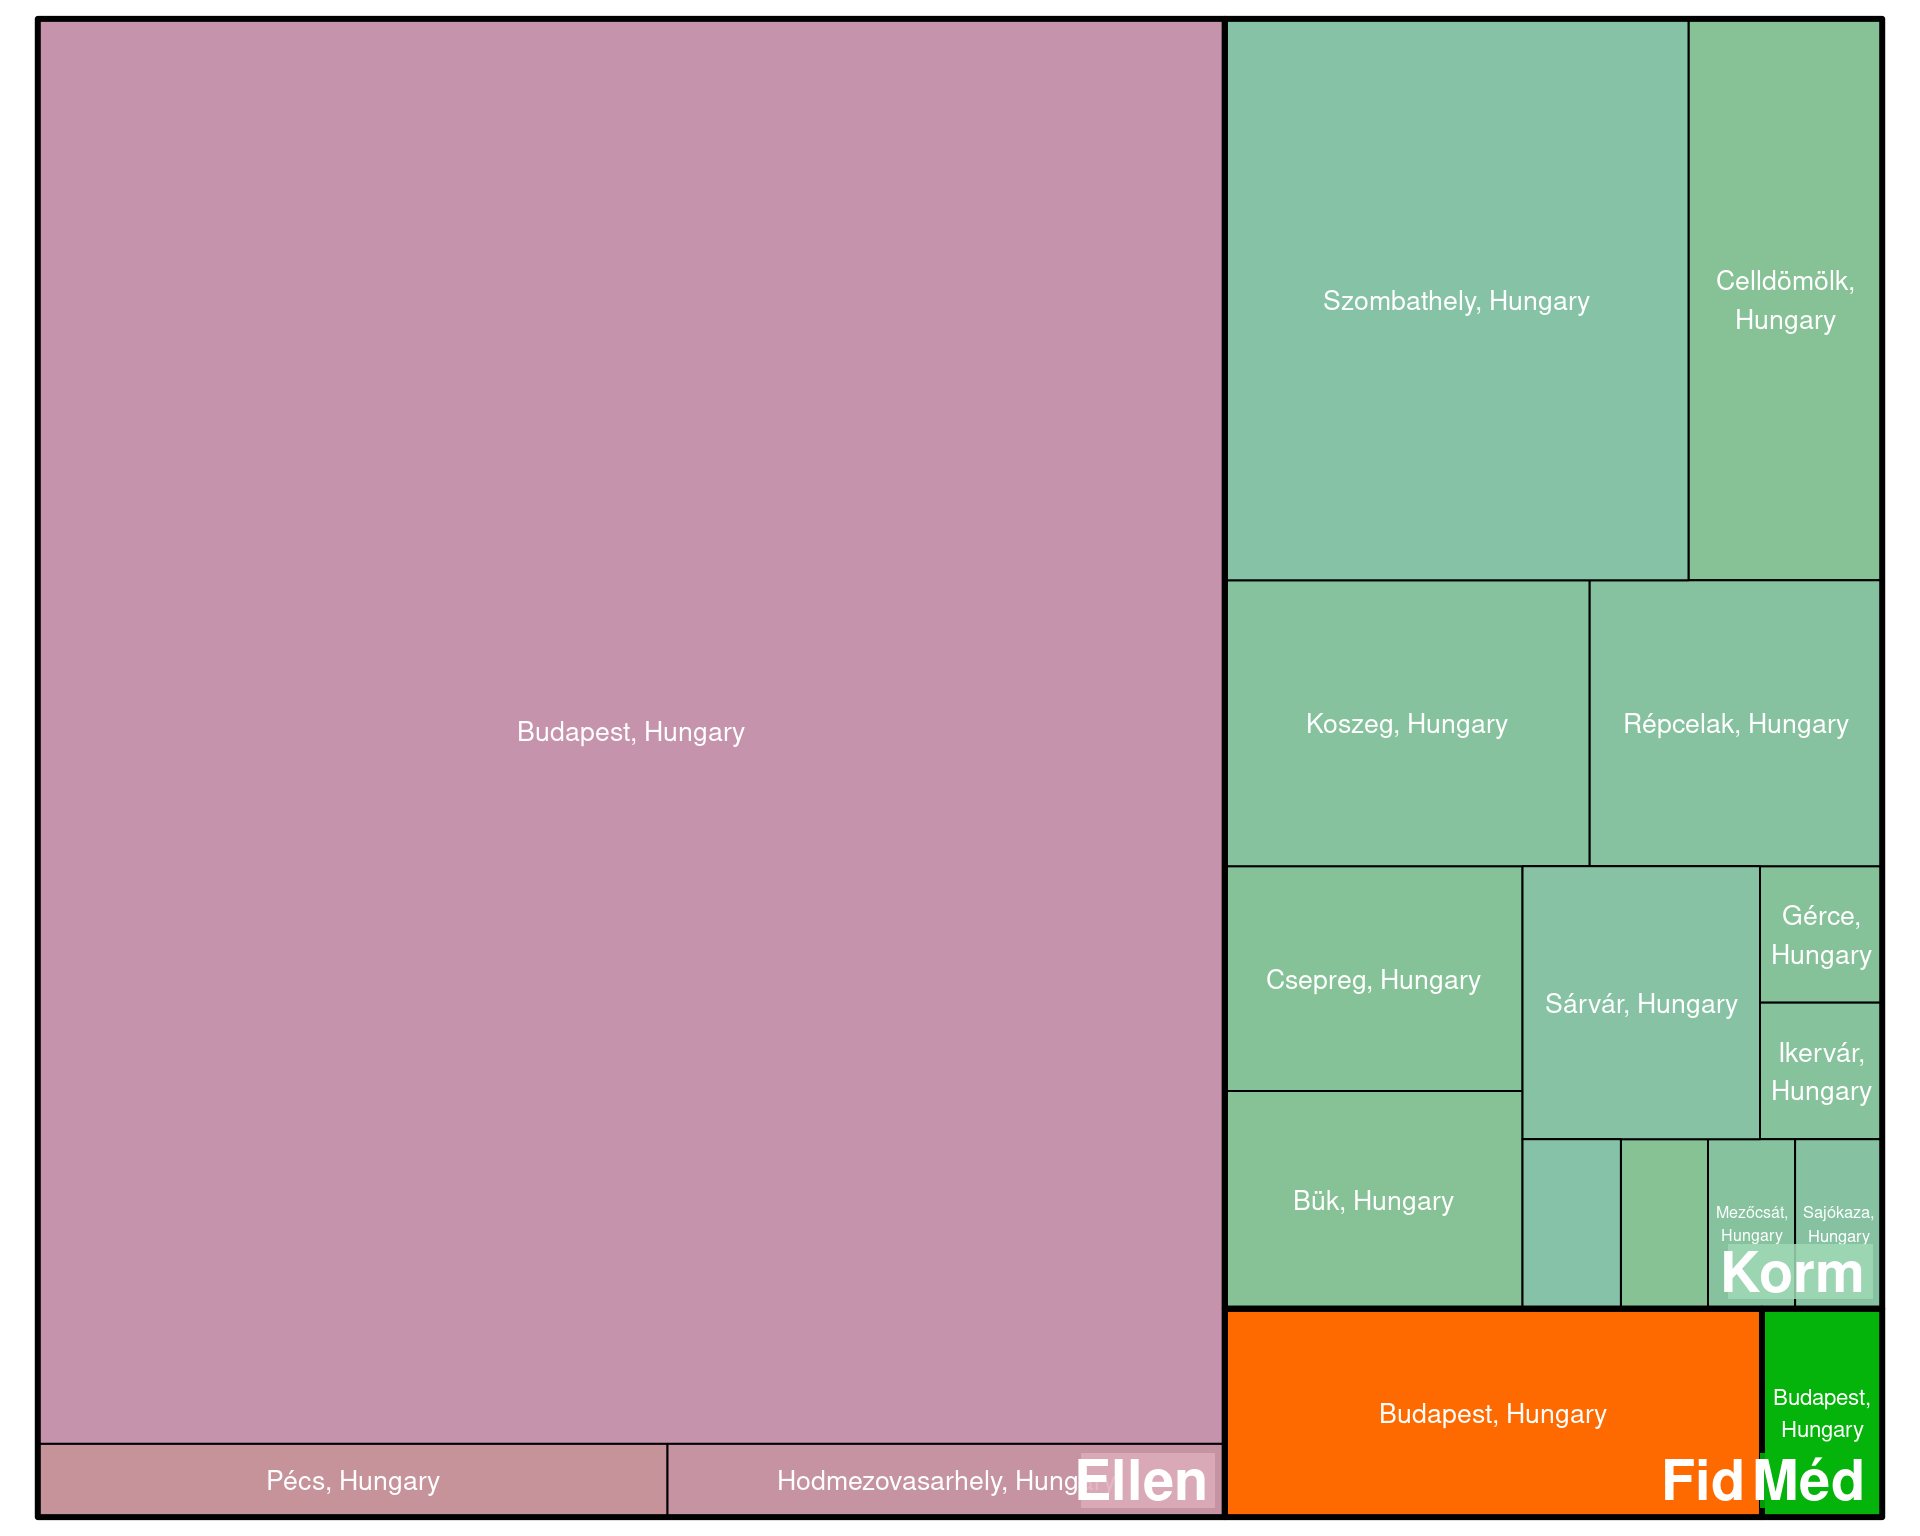 Budapest, Hungary
Pécs, Hungary
Hodmezovasarhely, Hungary
Ellen
Szombathely, Hungary
Celldömölk,
Hungary
Koszeg, Hungary
Répcelak, Hungary
Csepreg, Hungary
Sárvár, Hungary
Gérce,
Hungary
Ikervár,
Hungary
Bük, Hungary
Mezőcsát,
Hungary
Sajókaza,
Hungary
Korm
Budapest, Hungary
Fid
Budapest,
Hungary
Méd